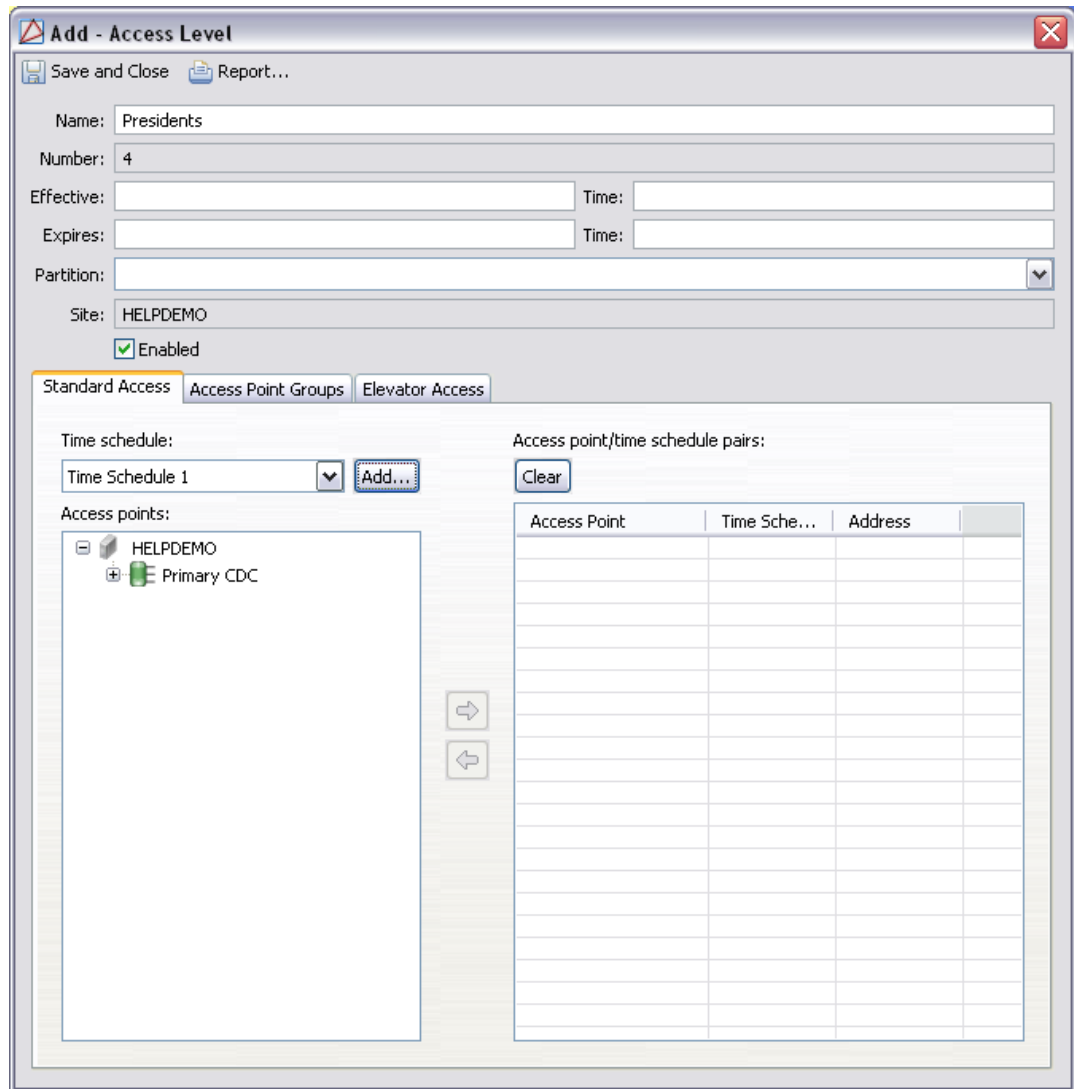 Add - Access Level
Save and Close Report...
Name: Presidents
Number: 4
Effective: Time:
Expires: Time:
Partition:
Site: HELPDEMO
Enabled
Standard Access Access Point Groups Elevator Access
Time schedule: Access point/time schedule pairs:
Time Schedule 1 Add... Clear
Access points:
Access Point Time Sche... Address
HELPDEMO
Primary CDC